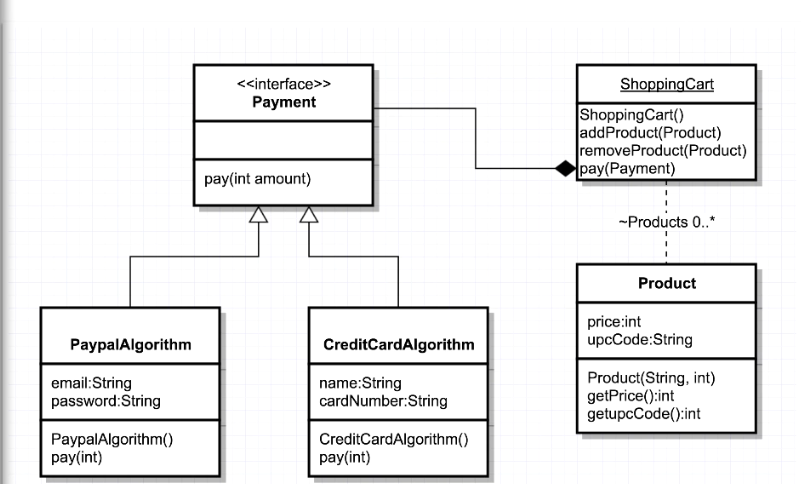 <<interface>>
Payment
pay(int amount)
ShoppingCart
ShoppingCart()
addProduct(Product)
removeProduct(Product)
pay(Payment)
~Products 0..*
PaypalAlgorithm
email:String
password:String
PaypalAlgorithm()
pay(int)
CreditCardAlgorithm
name:String
cardNumber:String
CreditCardAlgorithm()
pay(int)
Product
price:int
upcCode:String
Product(String, int)
getPrice():int
getupcCode():int